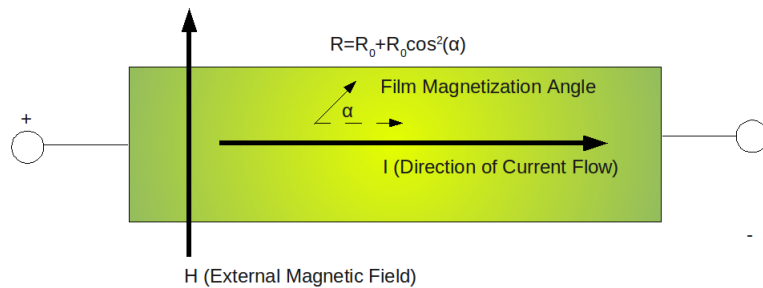 R=R₀+R₀cos²(α)
Film Magnetization Angle
α
+
I (Direction of Current Flow)
-
H (External Magnetic Field)